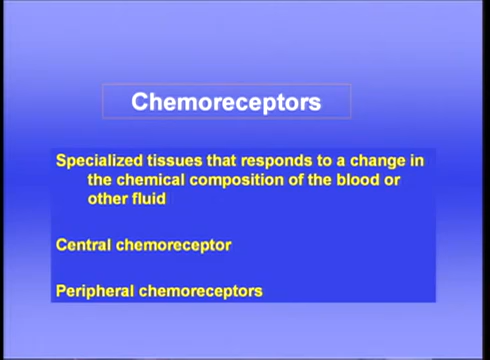 Chemoreceptors
Specialized tissues that responds to a change in
the chemical composition of the blood or
other fluid
Central chemoreceptor
Peripheral chemoreceptors